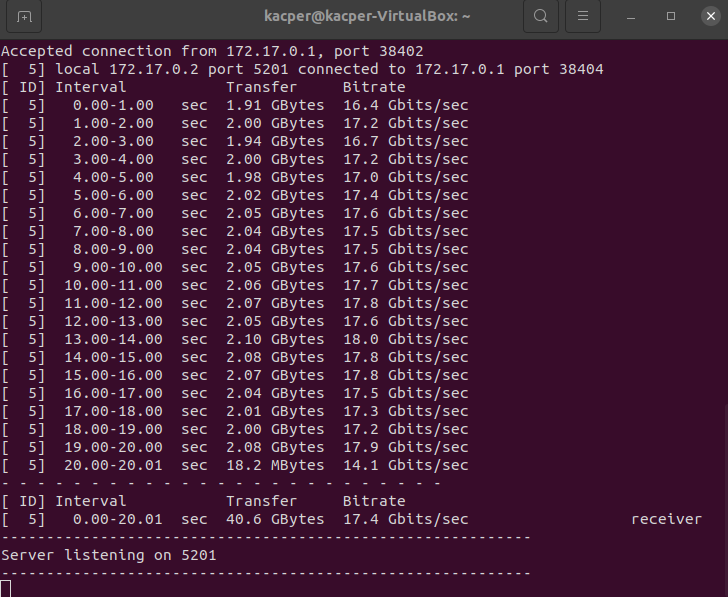 kacper@kacper-VirtualBox: ~
Accepted connection from 172.17.0.1, port 38402
[  5] local 172.17.0.2 port 5201 connected to 172.17.0.1 port 38404
[ ID] Interval           Transfer     Bitrate
[  5]   0.00-1.00   sec  1.91 GBytes  16.4 Gbits/sec
[  5]   1.00-2.00   sec  2.00 GBytes  17.2 Gbits/sec
[  5]   2.00-3.00   sec  1.94 GBytes  16.7 Gbits/sec
[  5]   3.00-4.00   sec  2.00 GBytes  17.2 Gbits/sec
[  5]   4.00-5.00   sec  1.98 GBytes  17.0 Gbits/sec
[  5]   5.00-6.00   sec  2.02 GBytes  17.4 Gbits/sec
[  5]   6.00-7.00   sec  2.05 GBytes  17.6 Gbits/sec
[  5]   7.00-8.00   sec  2.04 GBytes  17.5 Gbits/sec
[  5]   8.00-9.00   sec  2.04 GBytes  17.5 Gbits/sec
[  5]   9.00-10.00  sec  2.05 GBytes  17.6 Gbits/sec
[  5]  10.00-11.00  sec  2.06 GBytes  17.7 Gbits/sec
[  5]  11.00-12.00  sec  2.07 GBytes  17.8 Gbits/sec
[  5]  12.00-13.00  sec  2.05 GBytes  17.6 Gbits/sec
[  5]  13.00-14.00  sec  2.10 GBytes  18.0 Gbits/sec
[  5]  14.00-15.00  sec  2.08 GBytes  17.8 Gbits/sec
[  5]  15.00-16.00  sec  2.07 GBytes  17.8 Gbits/sec
[  5]  16.00-17.00  sec  2.04 GBytes  17.5 Gbits/sec
[  5]  17.00-18.00  sec  2.01 GBytes  17.3 Gbits/sec
[  5]  18.00-19.00  sec  2.00 GBytes  17.2 Gbits/sec
[  5]  19.00-20.00  sec  2.08 GBytes  17.9 Gbits/sec
[  5]  20.00-20.01  sec  18.2 MBytes  14.1 Gbits/sec
- - - - - - - - - - - - - - - - - - - - - - - - -
[ ID] Interval           Transfer     Bitrate
[  5]   0.00-20.01  sec  40.6 GBytes  17.4 Gbits/sec                  receiver
-----------------------------------------------------------
Server listening on 5201
-----------------------------------------------------------